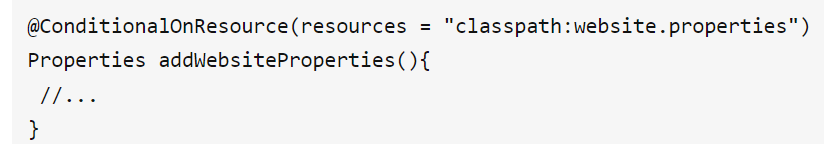 @ConditionalOnResource(resources = "classpath:website.properties")
Properties addWebsiteProperties(){
 //...
}